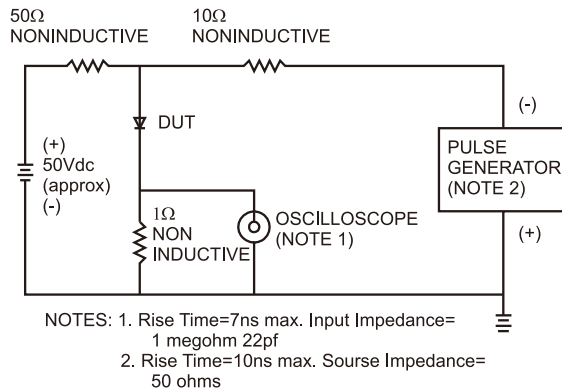 50Ω
NONINDUCTIVE
10Ω
NONINDUCTIVE
DUT
(+)
50Vdc
(approx)
(-)
1Ω
NON
INDUCTIVE
OSCILLOSCOPE
(NOTE 1)
(-)
PULSE
GENERATOR
(NOTE 2)
(+)
NOTES: 1. Rise Time=7ns max. Input Impedance=
1 megohm 22pf
2. Rise Time=10ns max. Sourse Impedance=
50 ohms